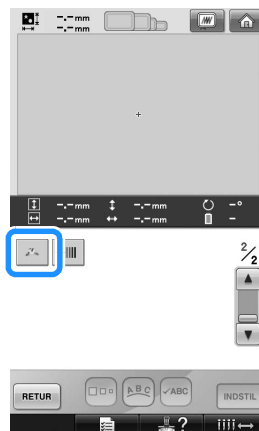 -.- mm
-.- mm
-.- mm -.- mm -°
-.- mm -.- mm -
2/2
RETUR ABC ABC INDSTIL
?